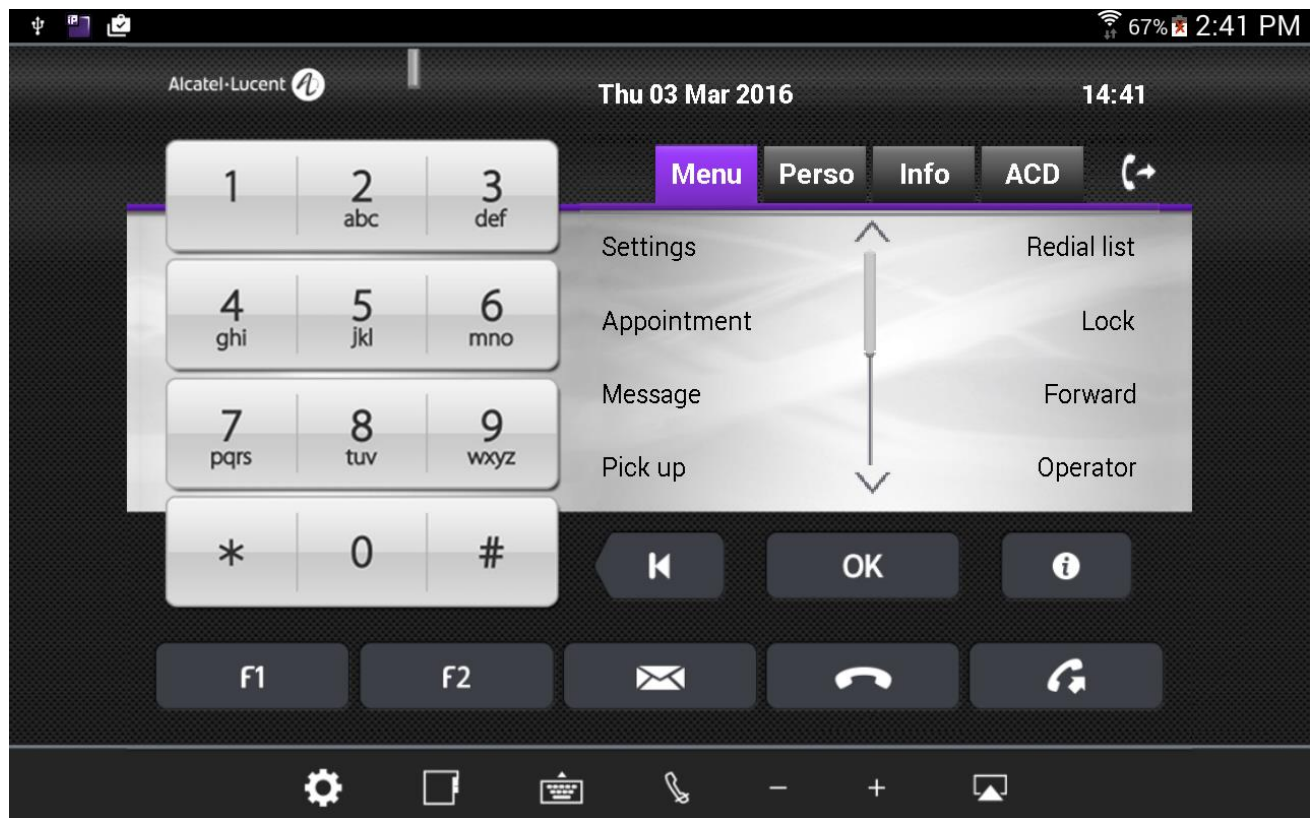 67% 2:41 PM
Alcatel·Lucent
Thu 03 Mar 2016 14:41
Menu Perso Info ACD
1 2 3
abc def
Settings Redial list
4 5 6
ghi jkl mno
Appointment Lock
Message Forward
7 8 9
pqrs tuv wxyz
Pick up Operator
* 0 #
OK
F1 F2
- +